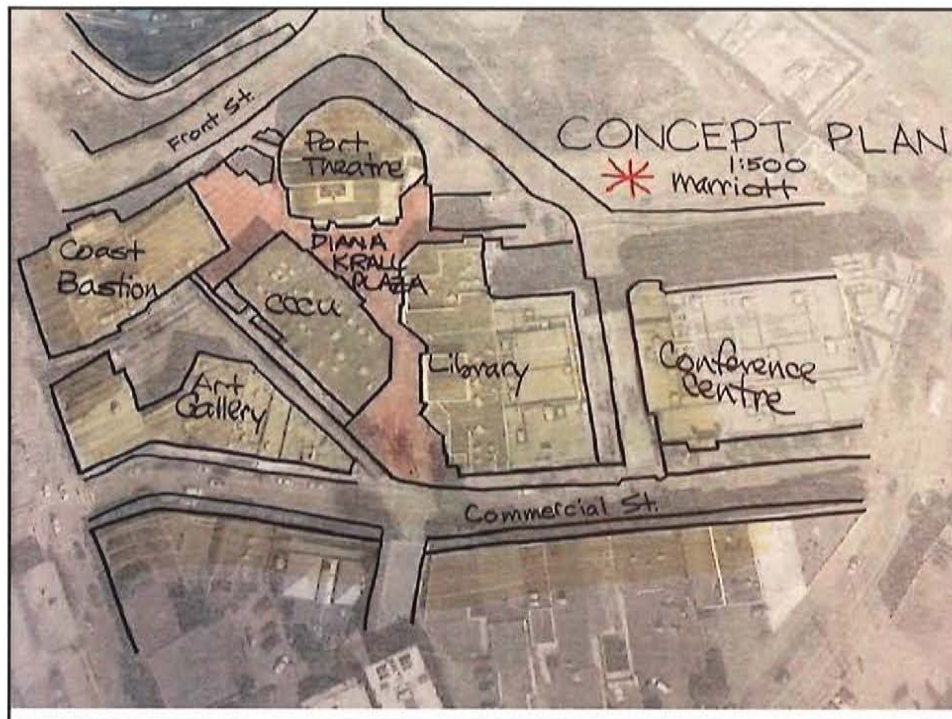 Front St.
Port
Theatre
CONCEPT PLAN
1:500
marriott
DIANA
KRALL
PLAZA
Coast
Bastion
CCCU
Library
Conference
Centre
Art
Gallery
Commercial St.